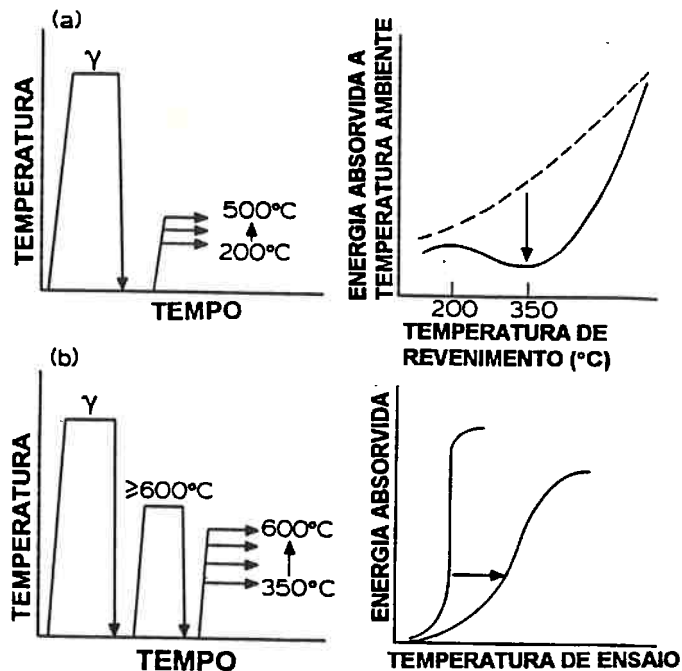 (a)
γ
TEMPERATURA
500°C
200°C
TEMPO
ENERGIA ABSORVIDA A
TEMPERATURA AMBIENTE
200 350
TEMPERATURA DE
REVENIMENTO (°C)
(b)
γ
TEMPERATURA
≥600°C
600°C
350°C
TEMPO
ENERGIA ABSORVIDA
TEMPERATURA DE ENSAIO